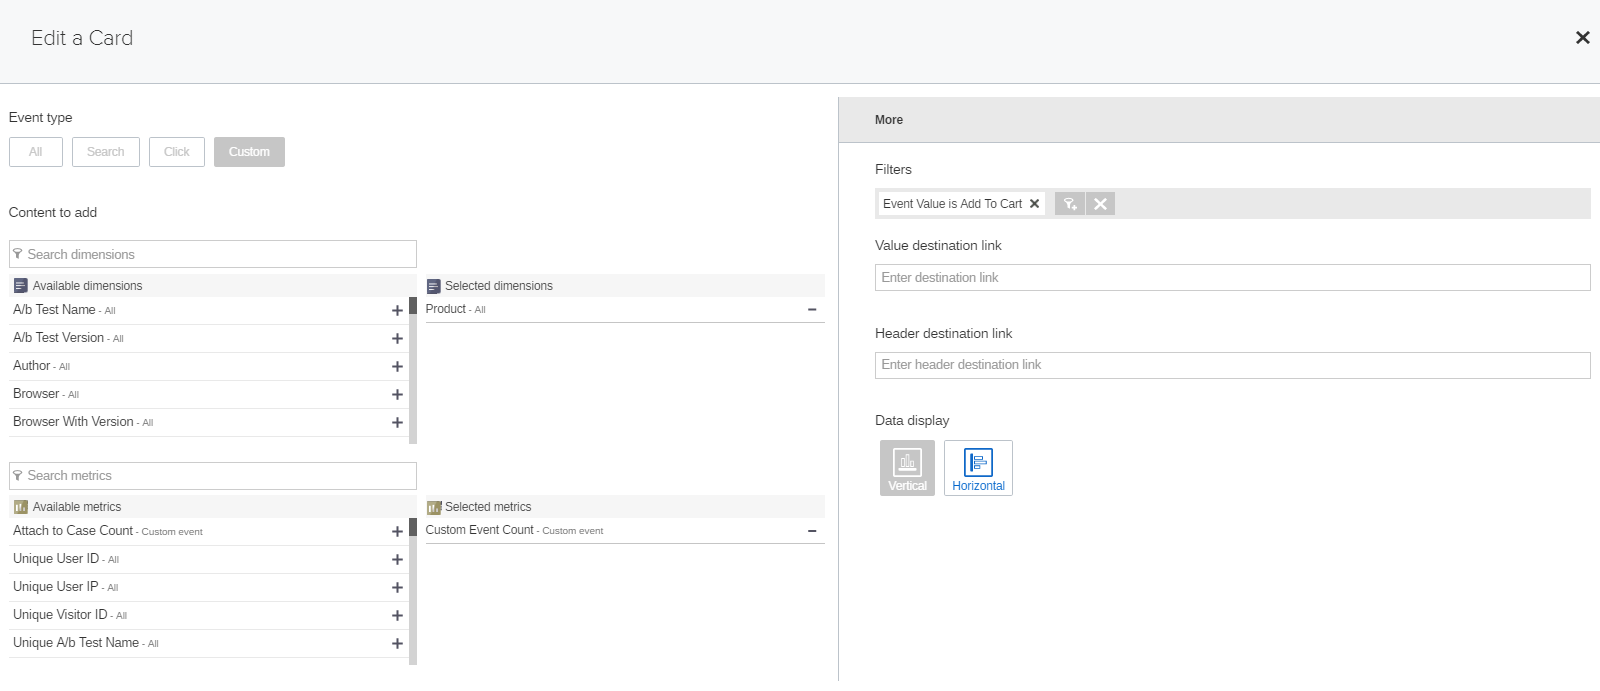 Edit a Card
Event type
All
Search
Click
Custom
Content to add
Search dimensions
Available dimensions
A/b Test Name - All
A/b Test Version - All
Author - All
Browser - All
Browser With Version - All
Selected dimensions
Product - All
Search metrics
Available metrics
Attach to Case Count - Custom event
Unique User ID - All
Unique User IP - All
Unique Visitor ID - All
Unique A/b Test Name - All
Selected metrics
Custom Event Count - Custom event
More
Filters
Event Value is Add To Cart
Value destination link
Enter destination link
Header destination link
Enter header destination link
Data display
Vertical
Horizontal